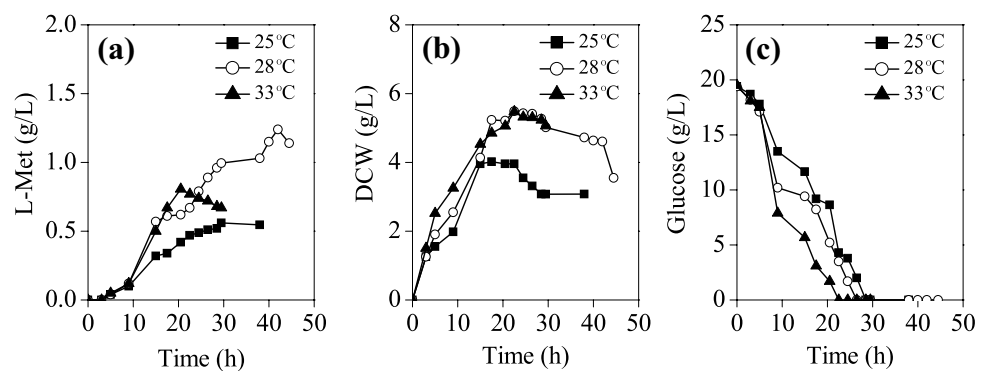 (a)
25°C
28°C
33°C
L-Met (g/L)
2.0
1.5
1.0
0.5
0.0
0 10 20 30 40 50
Time (h)
(b)
25°C
28°C
33°C
DCW (g/L)
8
6
4
2
0
0 10 20 30 40 50
Time (h)
(c)
25°C
28°C
33°C
Glucose (g/L)
25
20
15
10
5
0
0 10 20 30 40 50
Time (h)